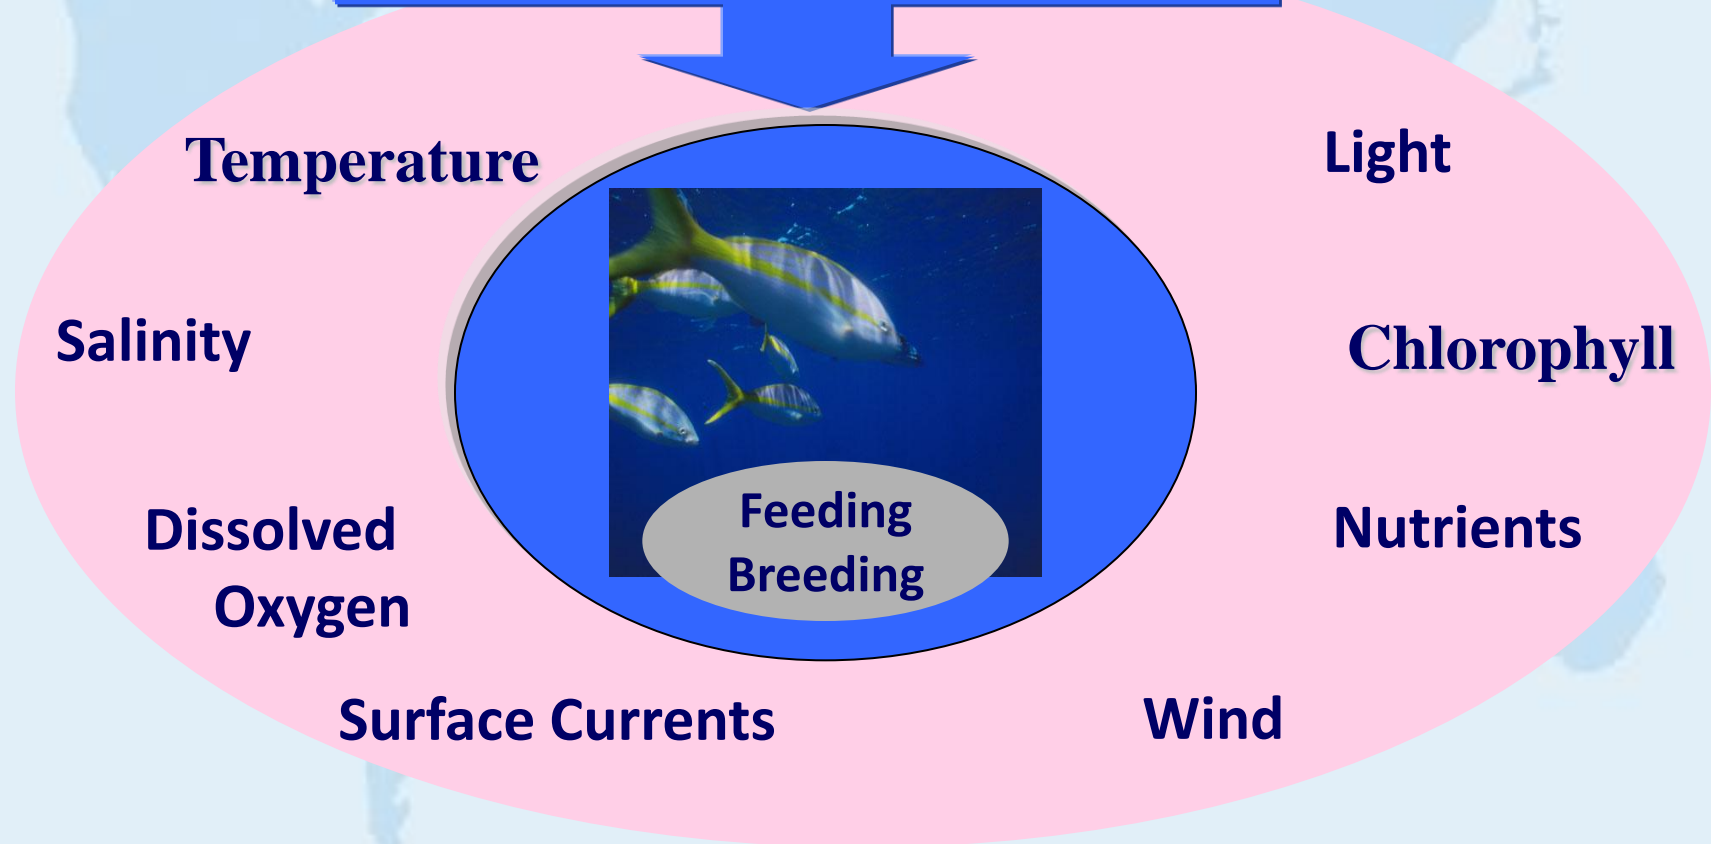 Temperature
Light
Salinity
Chlorophyll
Feeding
Breeding
Dissolved
Oxygen
Nutrients
Surface Currents
Wind